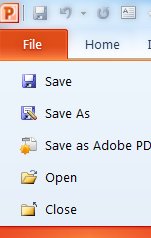 File Home I
Save
Save As
Save as Adobe PD
Open
Close